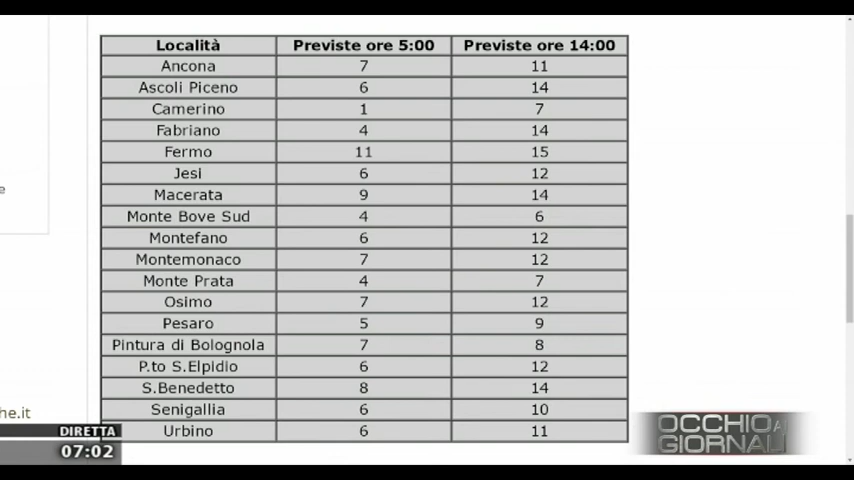 Località Previste ore 5:00 Previste ore 14:00
Ancona 7 11
Ascoli Piceno 6 14
Camerino 1 7
Fabriano 4 14
Fermo 11 15
Jesi 6 12
e
Macerata 9 14
Monte Bove Sud 4 6
Montefano 6 12
Montemonaco 7 12
Monte Prata 4 7
Osimo 7 12
Pesaro 5 9
Pintura di Bolognola 7 8
P.to S.Elpidio 6 12
S.Benedetto 8 14
Senigallia 6 10
he.it
Urbino 6 11
DIRETTA
07:02
OCCHIO AI
GIORNALI